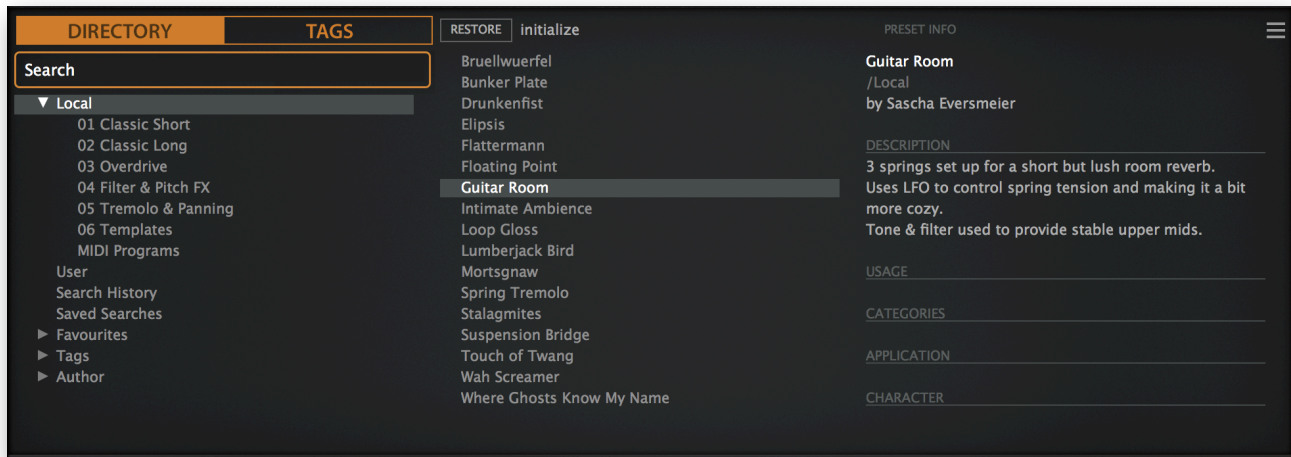 DIRECTORY
TAGS
Search
▼ Local
01 Classic Short
02 Classic Long
03 Overdrive
04 Filter & Pitch FX
05 Tremolo & Panning
06 Templates
MIDI Programs
User
Search History
Saved Searches
▶ Favourites
▶ Tags
▶ Author
RESTORE initialize
Bruellwuerfel
Bunker Plate
Drunkenfist
Elipsis
Flattermann
Floating Point
Guitar Room
Intimate Ambience
Loop Gloss
Lumberjack Bird
Mortsgnaw
Spring Tremolo
Stalagmites
Suspension Bridge
Touch of Twang
Wah Screamer
Where Ghosts Know My Name
PRESET INFO
Guitar Room
/Local
by Sascha Eversmeier
DESCRIPTION
3 springs set up for a short but lush room reverb.
Uses LFO to control spring tension and making it a bit
more cozy.
Tone & filter used to provide stable upper mids.
USAGE
CATEGORIES
APPLICATION
CHARACTER